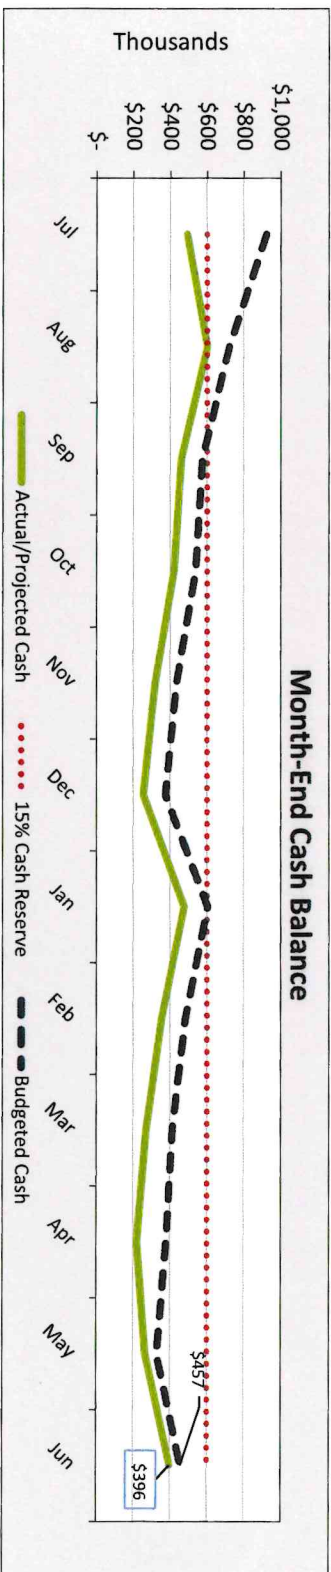 Month-End Cash Balance
Thousands
$1,000
$800
$600
$400
$200
$-
$457
$396
Jul
Aug
Sep
Oct
Nov
Dec
Jan
Feb
Mar
Apr
May
Jun
Actual/Projected Cash
15% Cash Reserve
Budgeted Cash